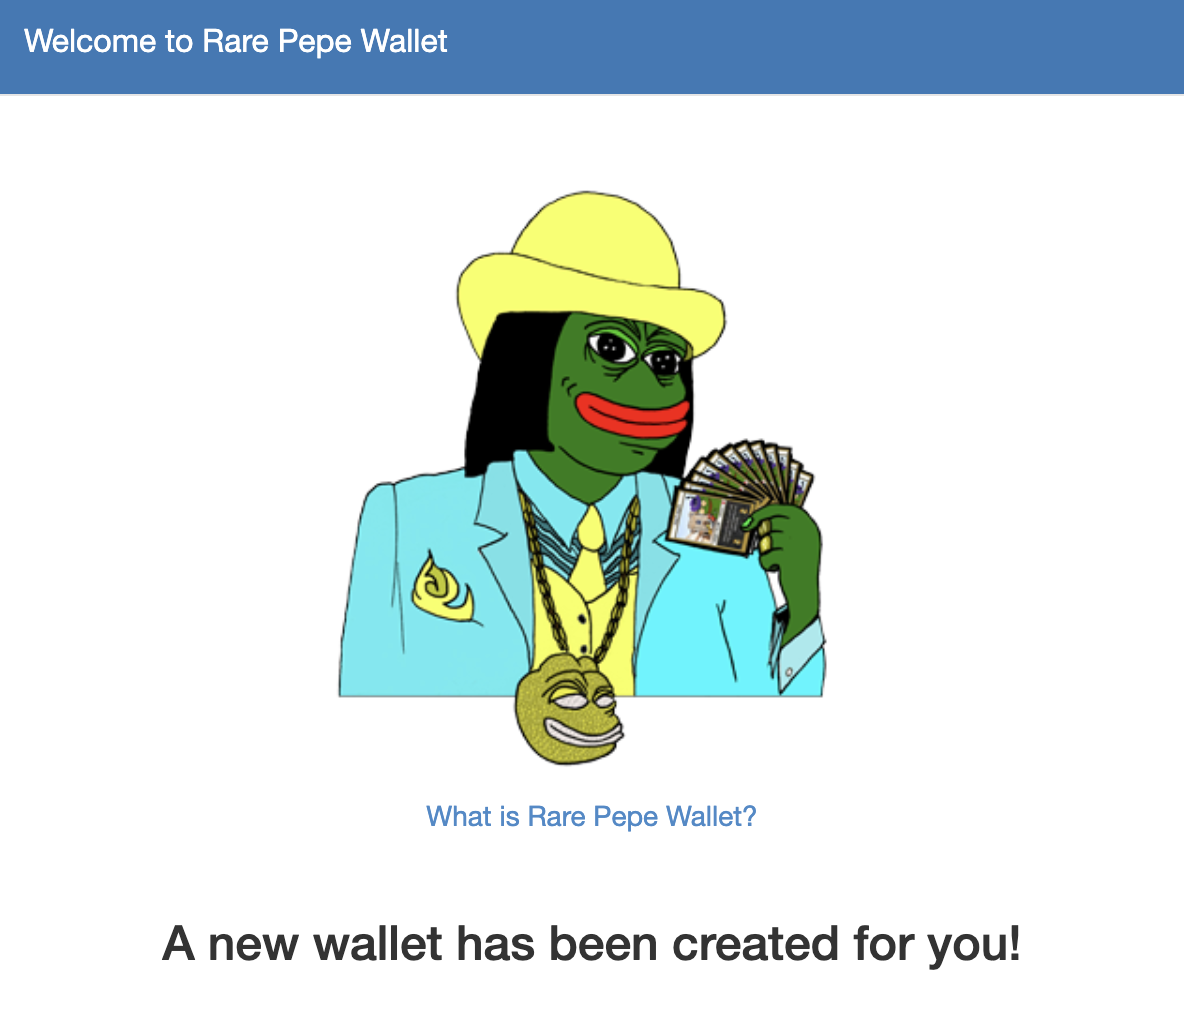 Welcome to Rare Pepe Wallet
What is Rare Pepe Wallet?
A new wallet has been created for you!